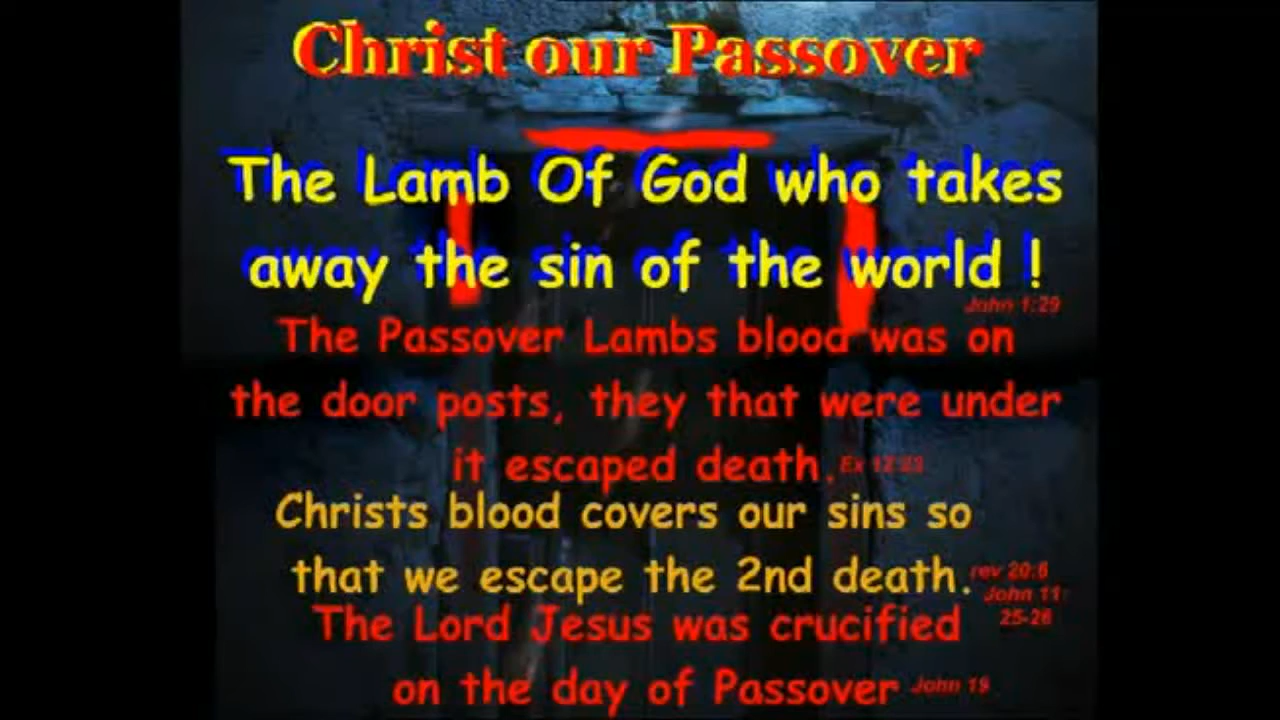 Christ our Passover
The Lamb Of God who takes
away the sin of the world !
John 1:29
The Passover Lambs blood was on
the door posts, they that were under
it escaped death. Ex 12:23
Christs blood covers our sins so
that we escape the 2nd death. rev 20:6
John 11:
25-26
The Lord Jesus was crucified
on the day of Passover John 19